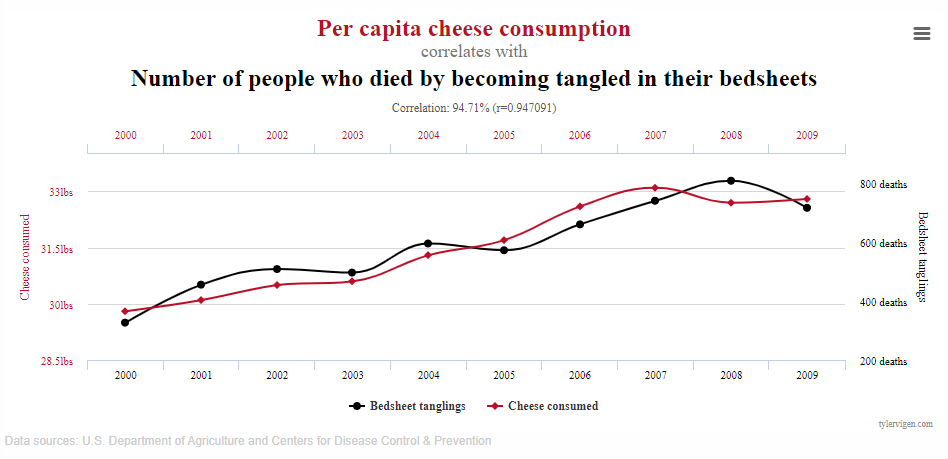 Per capita cheese consumption
correlates with
Number of people who died by becoming tangled in their bedsheets
Correlation: 94.71% (r=0.947091)
2000 2001 2002 2003 2004 2005 2006 2007 2008 2009
Cheese consumed
33lbs
31.5lbs
30lbs
28.5lbs
800 deaths
600 deaths
400 deaths
200 deaths
Bedsheet tanglings
2000 2001 2002 2003 2004 2005 2006 2007 2008 2009
Bedsheet tanglings Cheese consumed
tylervigen.com
Data sources: U.S. Department of Agriculture and Centers for Disease Control & Prevention